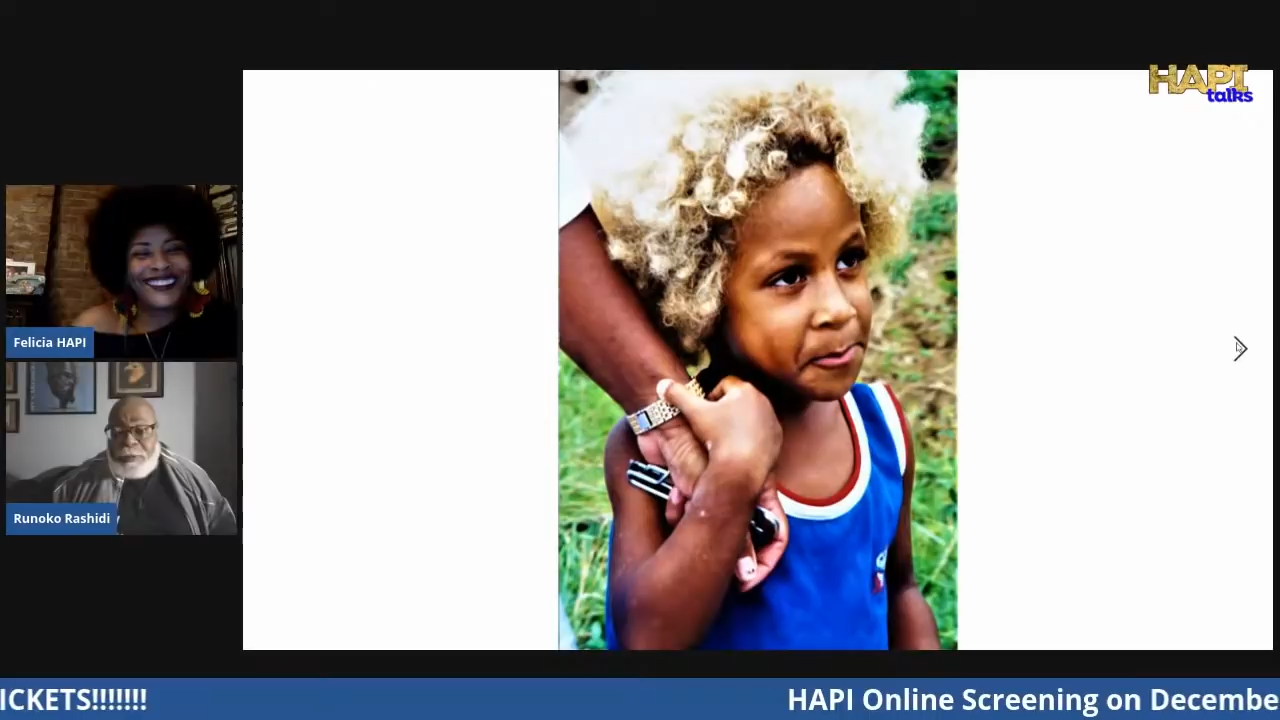 HAPI
talks
Felicia HAPI
Runoko Rashidi
ICKETS!!!!!!! HAPI Online Screening on Decembe